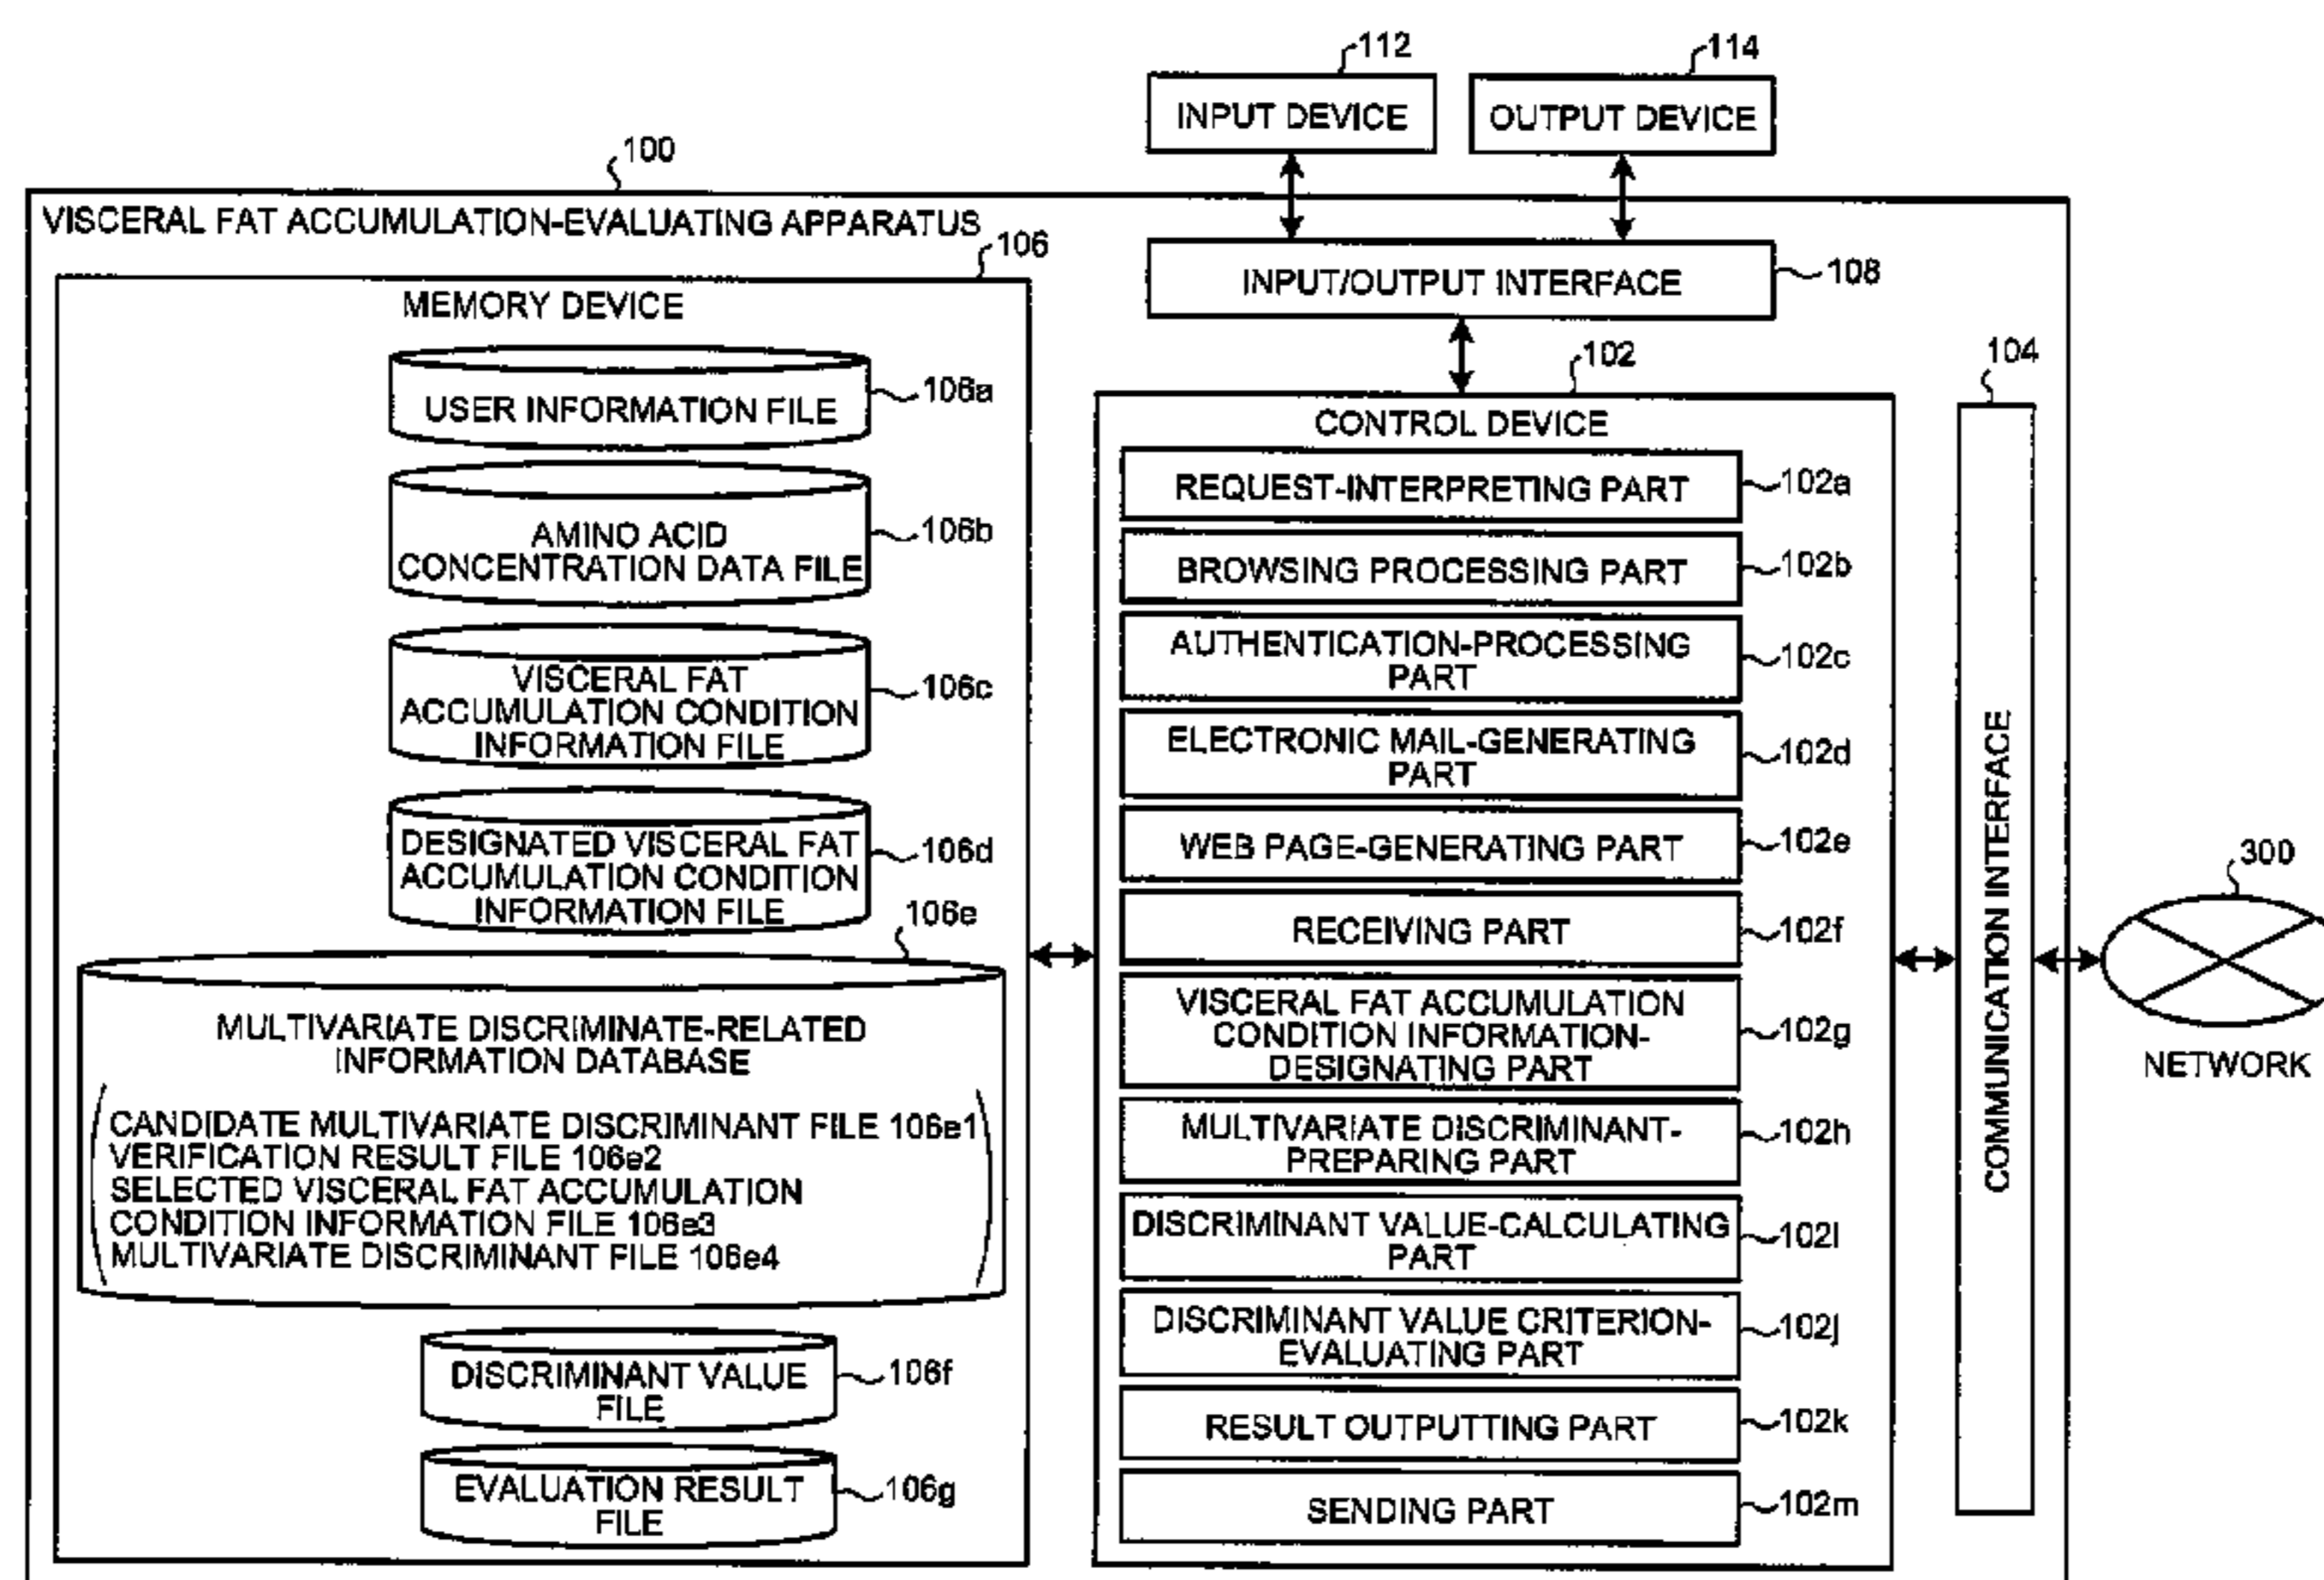 112
114
INPUT DEVICE
OUTPUT DEVICE
100
VISCERAL FAT ACCUMULATION-EVALUATING APPARATUS
106
INPUT/OUTPUT INTERFACE
108
MEMORY DEVICE
USER INFORMATION FILE
106a
AMINO ACID
CONCENTRATION DATA FILE
106b
VISCERAL FAT
ACCUMULATION CONDITION
INFORMATION FILE
106c
DESIGNATED VISCERAL FAT
ACCUMULATION CONDITION
INFORMATION FILE
106d
106e
MULTIVARIATE DISCRIMINATE-RELATED
INFORMATION DATABASE
CANDIDATE MULTIVARIATE DISCRIMINANT FILE 106e1
VERIFICATION RESULT FILE 106e2
SELECTED VISCERAL FAT ACCUMULATION
CONDITION INFORMATION FILE 106e3
MULTIVARIATE DISCRIMINANT FILE 106e4
DISCRIMINANT VALUE
FILE
106f
EVALUATION RESULT
FILE
106g
102
CONTROL DEVICE
REQUEST-INTERPRETING PART
102a
BROWSING PROCESSING PART
102b
AUTHENTICATION-PROCESSING
PART
102c
ELECTRONIC MAIL-GENERATING
PART
102d
WEB PAGE-GENERATING PART
102e
RECEIVING PART
102f
VISCERAL FAT ACCUMULATION
CONDITION INFORMATION-
DESIGNATING PART
102g
MULTIVARIATE DISCRIMINANT-
PREPARING PART
102h
DISCRIMINANT VALUE-CALCULATING
PART
102i
DISCRIMINANT VALUE CRITERION-
EVALUATING PART
102j
RESULT OUTPUTTING PART
102k
SENDING PART
102m
104
COMMUNICATION INTERFACE
300
NETWORK